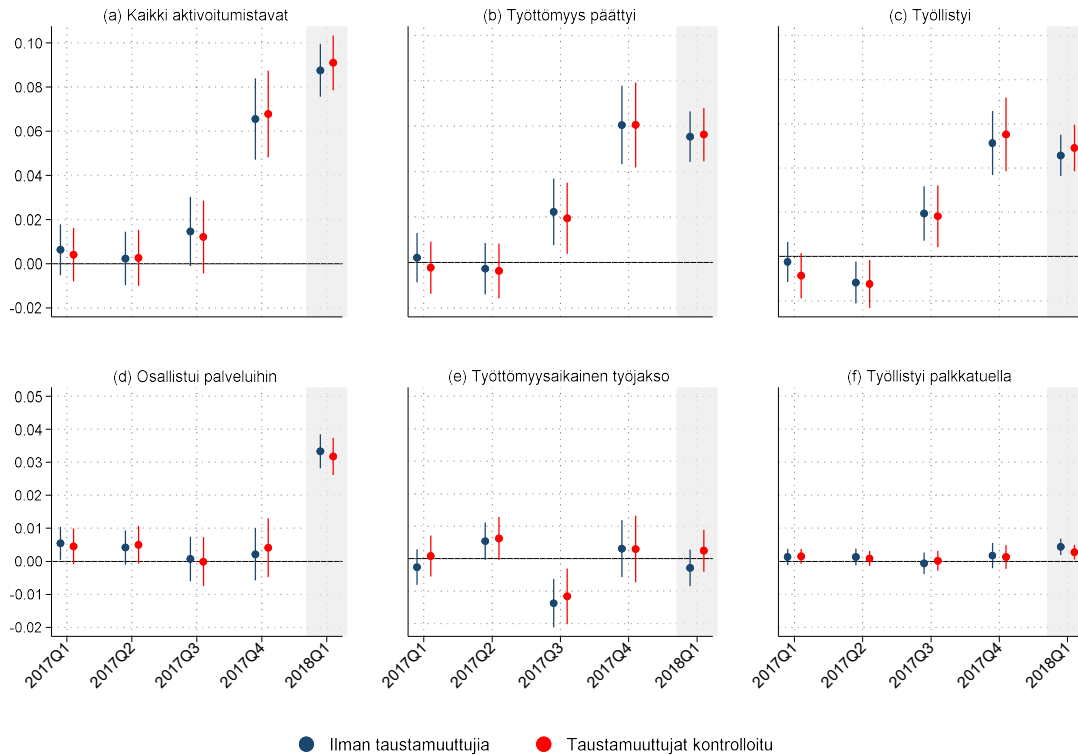 (a) Kaikki aktivoitumistavat
(b) Työttömyys päättyi
(c) Työllistyi
0.10
0.08
0.06
0.04
0.02
0.00
-0.02
(d) Osallistui palveluihin
(e) Työttömyysaikainen työjakso
(f) Työllistyi palkkatuella
0.05
0.04
0.03
0.02
0.01
0.00
-0.01
-0.02
2017Q1
2017Q2
2017Q3
2017Q4
2018Q1
2017Q1
2017Q2
2017Q3
2017Q4
2018Q1
2017Q1
2017Q2
2017Q3
2017Q4
2018Q1
Ilman taustamuuttujia
Taustamuuttujat kontrolloitu